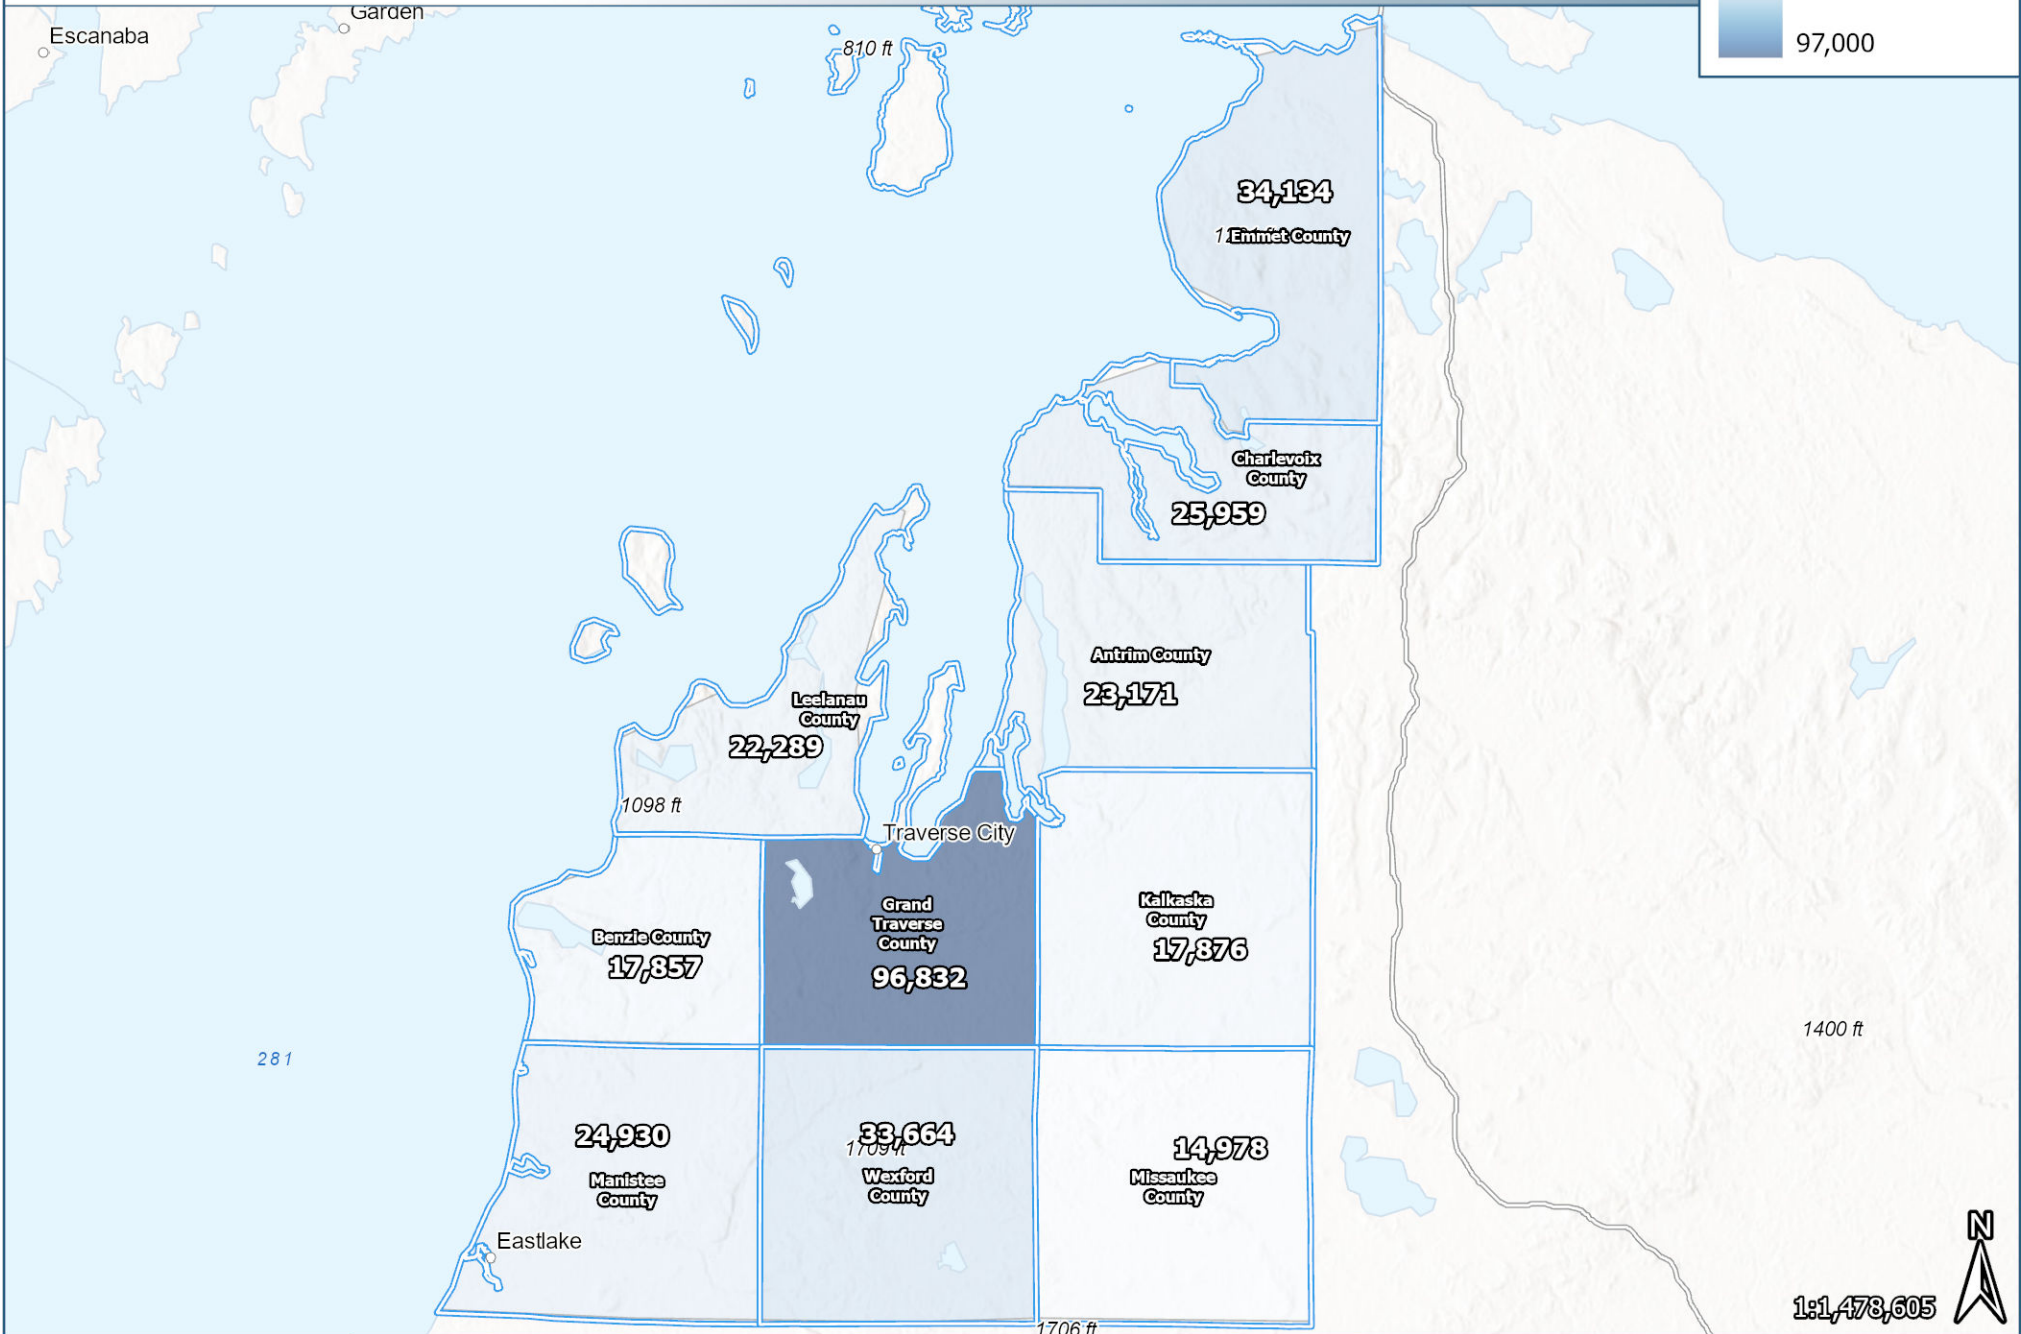 Garden
Escanaba
810 ft
97,000
34,134
Emmet County
Charlevoix
County
25,959
Antrim County
23,171
Leelanau
County
22,289
1098 ft
Traverse City
Grand
Traverse
County
96,832
Kalkaska
County
17,876
Benzie County
17,857
1400 ft
281
24,930
Manistee
County
33,664
1709 ft
Wexford
County
14,978
Missaukee
County
Eastlake
N
1:1,478,605
1706 ft